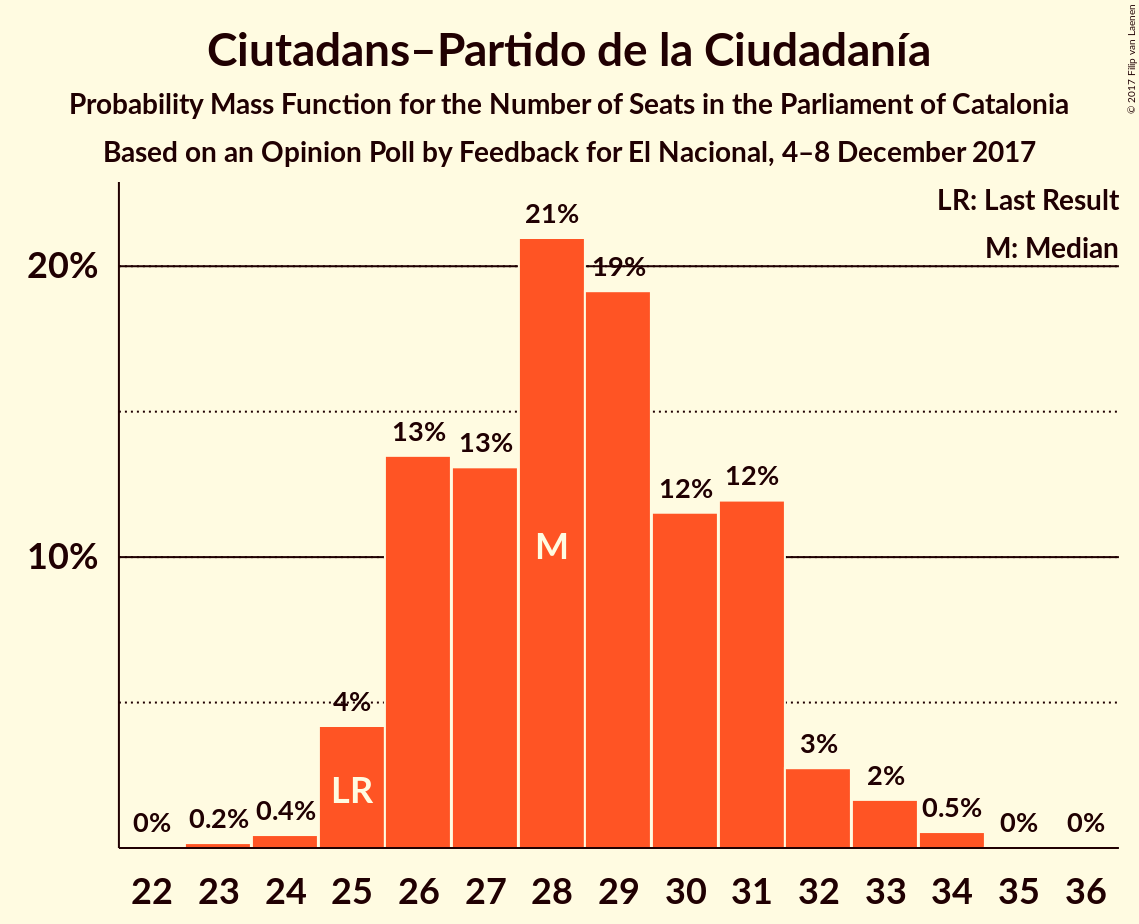 Ciutadans–Partido de la Ciudadanía
Probability Mass Function for the Number of Seats in the Parliament of Catalonia
Based on an Opinion Poll by Feedback for El Nacional, 4–8 December 2017
© 2017 Filip van Laenen
LR: Last Result
M: Median
20%
10%
0%
0.2%
0.4%
4%
13%
13%
21%
19%
12%
12%
3%
2%
0.5%
0%
0%
LR
M
22 23 24 25 26 27 28 29 30 31 32 33 34 35 36